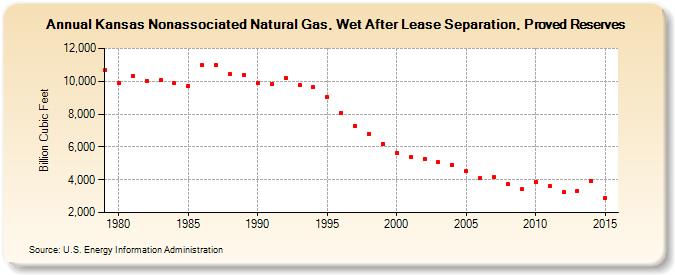 Annual Kansas Nonassociated Natural Gas, Wet After Lease Separation, Proved Reserves
Billion Cubic Feet
12,000
10,000
8,000
6,000
4,000
2,000
1980 1985 1990 1995 2000 2005 2010 2015
Source: U.S. Energy Information Administration